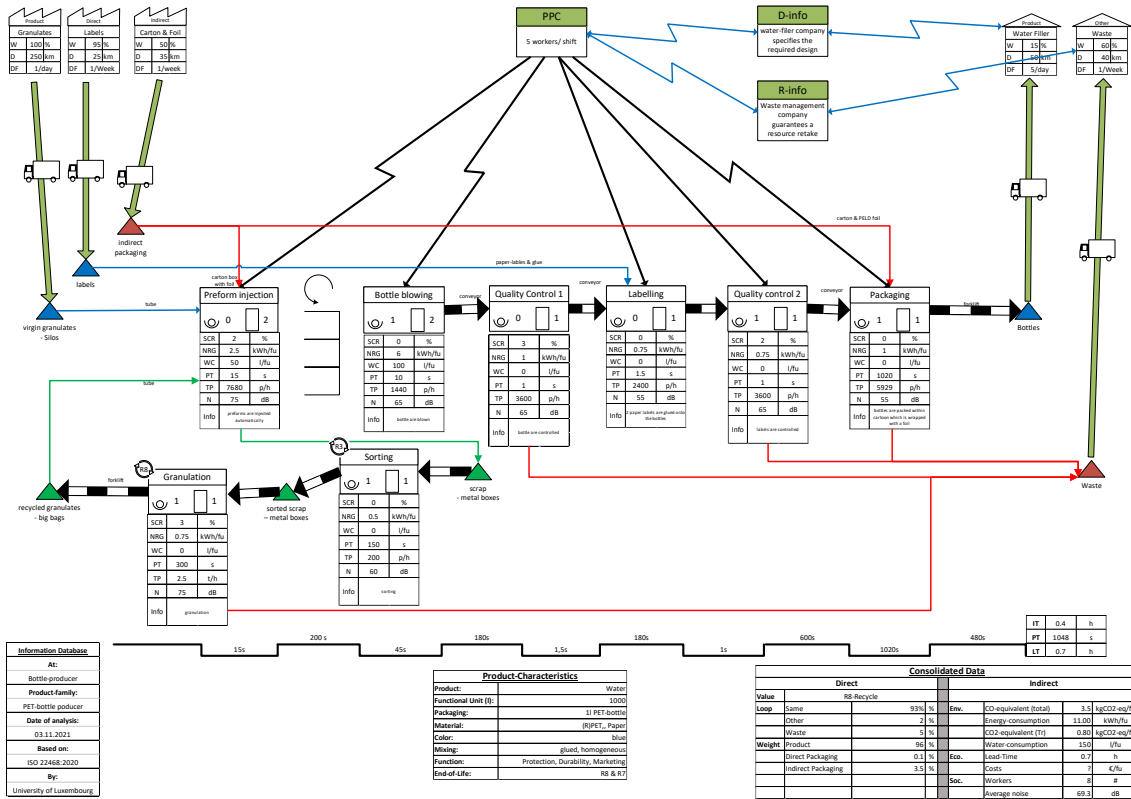 Product
Granulates
W 100 %
D 250 km
DF 1/day
Direct
Labels
W 95 %
D 25 km
DF 1/Week
Indirect
Carton & Foil
W 50 %
D 35 km
DF 1/week
PPC
5 workers/ shift
D-info
water-filer company
specifies the
required design
R-info
Waste management
company
guarantees a
resource retake
Product
Water Filler
W 15 %
D 50 km
DF 5/day
Other
Waste
W 60 %
D 40 km
DF 1/Week
indirect
packaging
carton & PELD foil
labels
paper-lables & glue
carton box
with foil
virgin granulates
- Silos
tube
Preform injection
0 2
SCR 2 %
NRG 2.5 kWh/fu
WC 50 l/fu
PT 15 s
TP 7680 p/h
N 75 dB
Info preforms are injected
automatically
Bottle blowing
1 2
SCR 0 %
NRG 6 kWh/fu
WC 100 l/fu
PT 10 s
TP 1440 p/h
N 65 dB
Info bottle are blown
conveyor
Quality Control 1
0 1
SCR 3 %
NRG 1 kWh/fu
WC 0 l/fu
PT 1 s
TP 3600 p/h
N 65 dB
Info bottle are controlled
conveyor
Labelling
0 1
SCR 0 %
NRG 0.75 kWh/fu
WC 0 l/fu
PT 1.5 s
TP 2400 p/h
N 55 dB
Info 2 paper labels are glued onto
the bottles
conveyor
Quality control 2
1 1
SCR 2 %
NRG 0.75 kWh/fu
WC 0 l/fu
PT 1 s
TP 3600 p/h
N 65 dB
Info labels are controlled
conveyor
Packaging
1 1
SCR 0 %
NRG 1 kWh/fu
WC 0 l/fu
PT 1020 s
TP 5929 p/h
N 55 dB
Info bottles are packed within
cartoon which is wrapped
with a foil
forklift
Bottles
tube
R8
Granulation
1 1
SCR 3 %
NRG 0.75 kWh/fu
WC 0 l/fu
PT 300 s
TP 2.5 t/h
N 75 dB
Info granulation
forklift
recycled granulates
- big bags
sorted scrap
– metal boxes
R3
Sorting
1 1
SCR 0 %
NRG 0.5 kWh/fu
WC 0 l/fu
PT 150 s
TP 200 p/h
N 60 dB
Info sorting
scrap
- metal boxes
Waste
200 s 180s 180s 600s 480s
15s 45s 1,5s 1s 1020s
IT 0.4 h
PT 1048 s
LT 0.7 h
Information Database
At:
Bottle-producer
Product-family:
PET-bottle poducer
Date of analysis:
03.11.2021
Based on:
ISO 22468:2020
By:
University of Luxembourg
Product-Characteristics
Product: Water
Functional Unit (l): 1000
Packaging: 1l PET-bottle
Material: (R)PET,, Paper
Color: blue
Mixing: glued, homogeneous
Function: Protection, Durability, Marketing
End-of-Life: R8 & R7
Consolidated Data
Direct Indirect
Value R8-Recycle
Loop Same 93% % Env. CO-equivalent (total) 3.5 kgCO2-eq/f
Other 2 % Energy-consumption 11.00 kWh/fu
Waste 5 % CO2-equivalent (Tr) 0.80 kgCO2-eq/f
Weight Product 96 % Water-consumption 150 l/fu
Direct Packaging 0.1 % Eco. Lead-Time 0.7 h
Indirect Packaging 3.5 % Costs ? €/fu
Soc. Workers 8 #
Average noise 69.3 dB